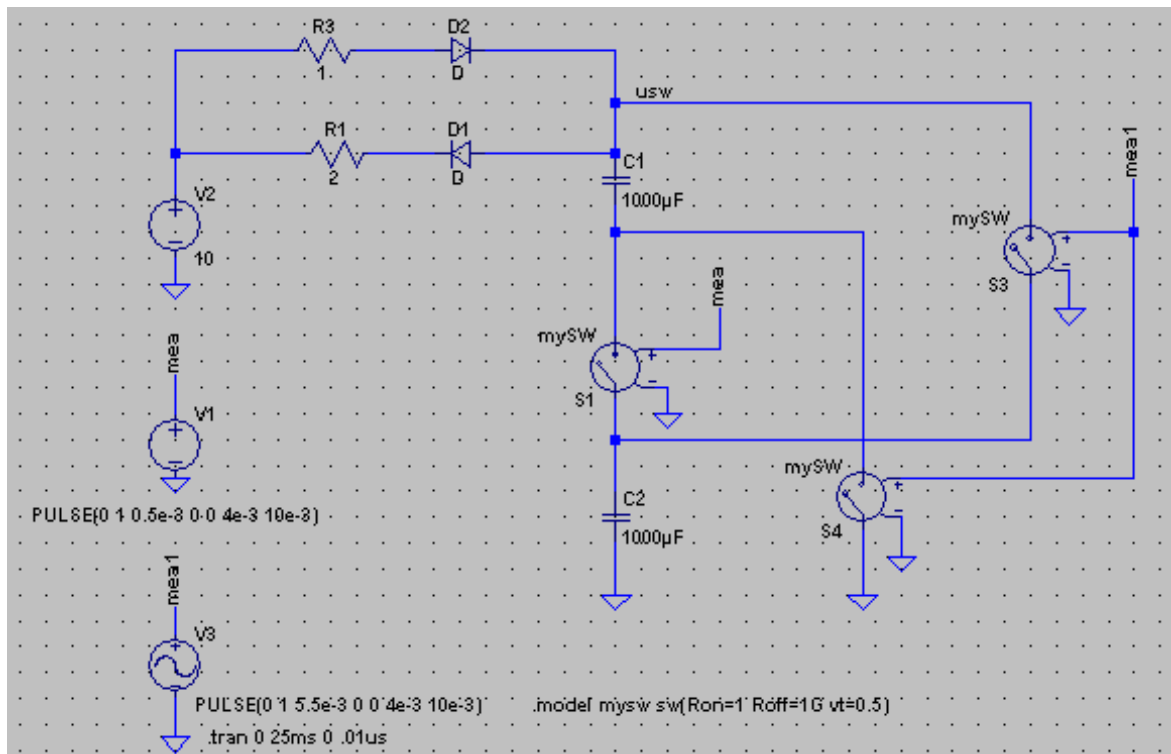 R3
D2
1
D
usw
R1
D1
2
D
C1
1000µF
mea1
V2
10
mySW
+
-
S3
mea
mySW
+
-
S1
mea
V1
PULSE(0 1 0.5e-3 0 0 4e-3 10e-3)
mySW
+
-
S4
C2
1000µF
mea1
V3
PULSE(0 1 5.5e-3 0 0 4e-3 10e-3)
.model mysw sw(Ron=1 Roff=1G vt=0.5)
.tran 0 25ms 0 .01us